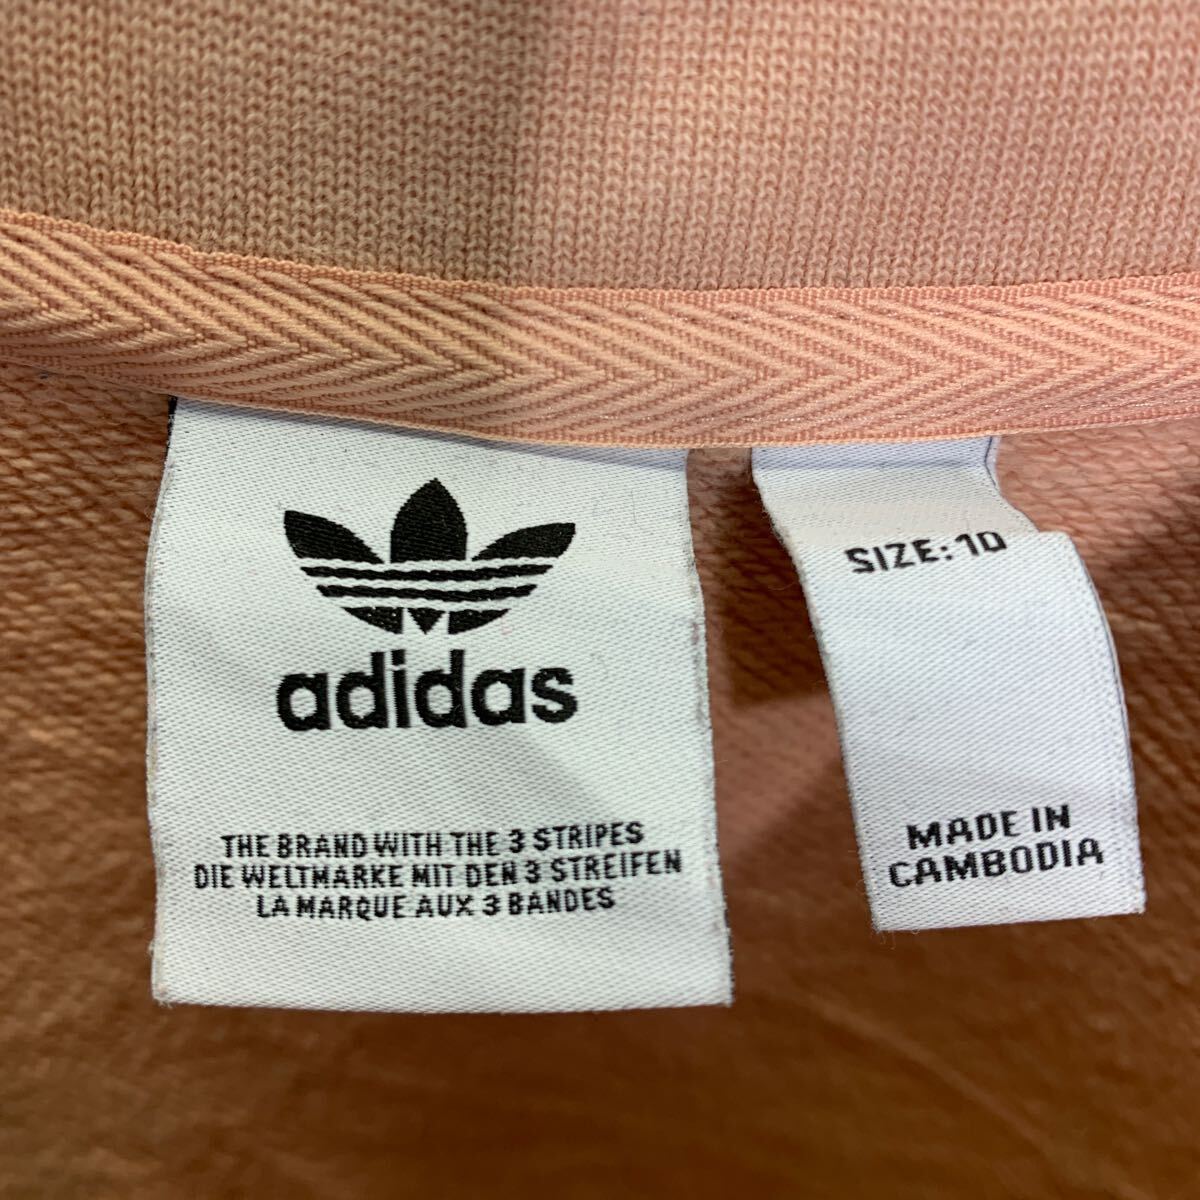 adidas
THE BRAND WITH THE 3 STRIPES
DIE WELTMARKE MIT DEN 3 STREIFEN
LA MARQUE AUX 3 BANDES
SIZE: 10
MADE IN
CAMBODIA